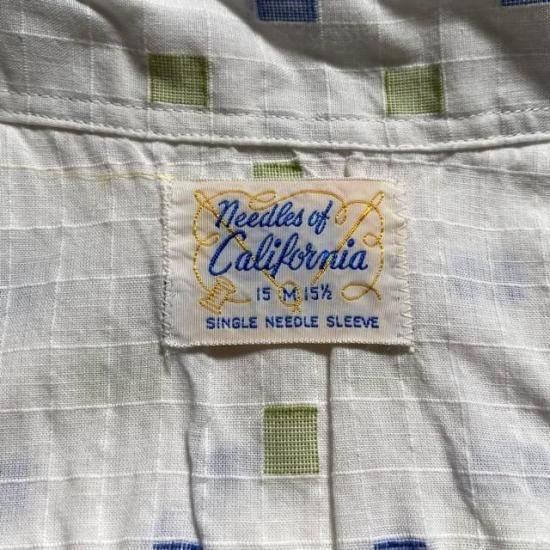 Needles of
California
15 M 15½
SINGLE NEEDLE SLEEVE